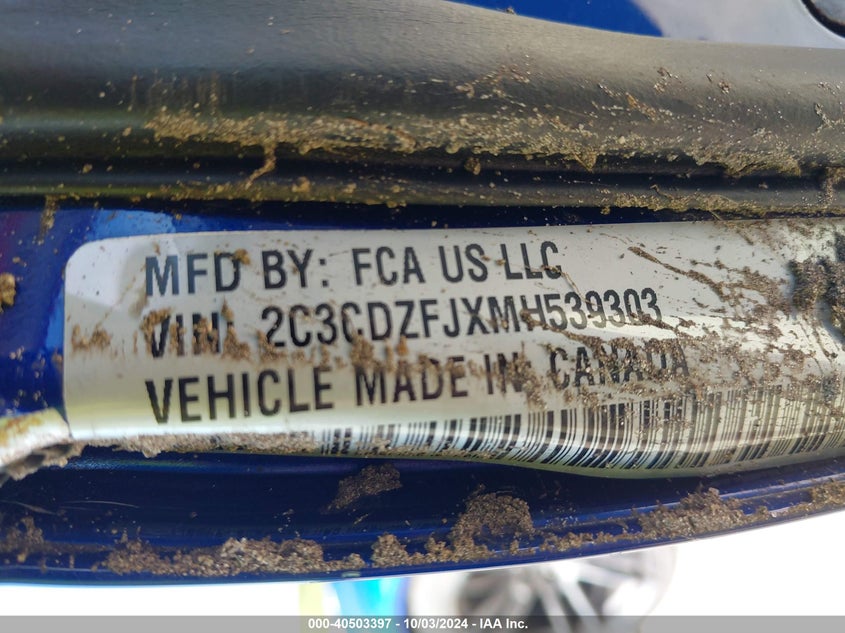 MFD BY: FCA US LLC
VIN: 2C3CDZFJXMH539303
VEHICLE MADE IN CANADA
000-40503397 - 10/03/2024 - IAA Inc.